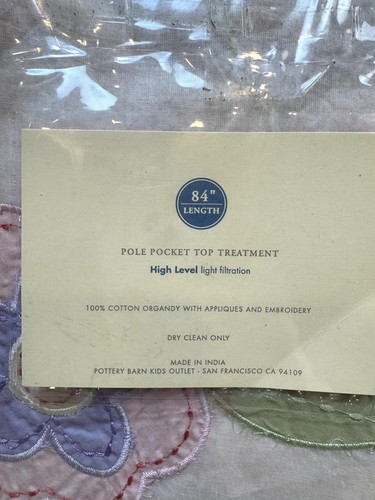 84"
LENGTH
POLE POCKET TOP TREATMENT
High Level light filtration
100% COTTON ORGANDY WITH APPLIQUES AND EMBROIDERY
DRY CLEAN ONLY
MADE IN INDIA
POTTERY BARN KIDS OUTLET - SAN FRANCISCO CA 94109